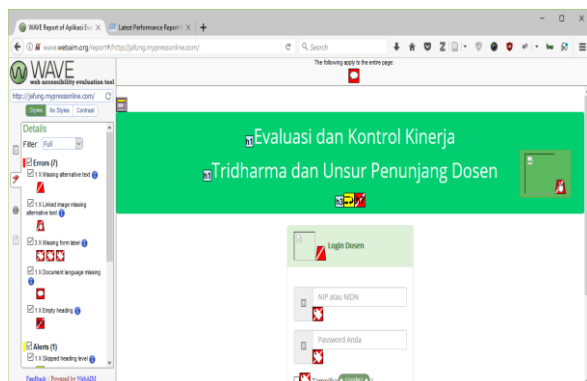 WAVE Report of Aplikasi Ev
Latest Performance Report
wave.webaim.org/report#/http://jafung.mypressonline.com/
Search
WAVE
web accessibility evaluation tool
The following apply to the entire page:
http://jafung.mypressonline.com/
Styles No Styles Contrast
Details
Filter: Full
Errors (7)
1 X Missing alternative text
1 X Linked image missing
alternative text
3 X Missing form label
1 X Document language missing
1 X Empty heading
Alerts (1)
1 X Skipped heading level
Feedback | Powered by WebAIM
h1 Evaluasi dan Kontrol Kinerja
h1 Tridharma dan Unsur Penunjang Dosen
h3
Login Dosen
NIP atau NIDN
Password Anda